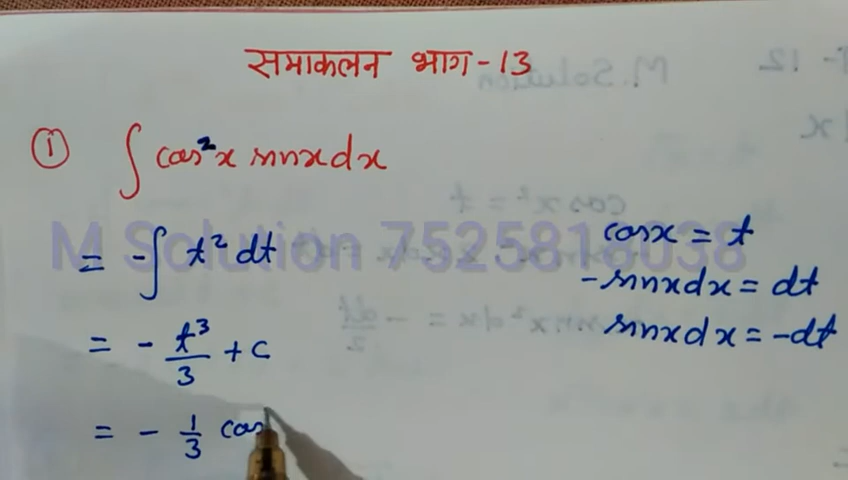 समाकलन भाग-13
① ∫ cos²x sinx dx
= -∫ t² dt
cosx = t
-sinx dx = dt
sinx dx = -dt
= - t³/3 + c
= - 1/3 cos
M Solution 7525816038